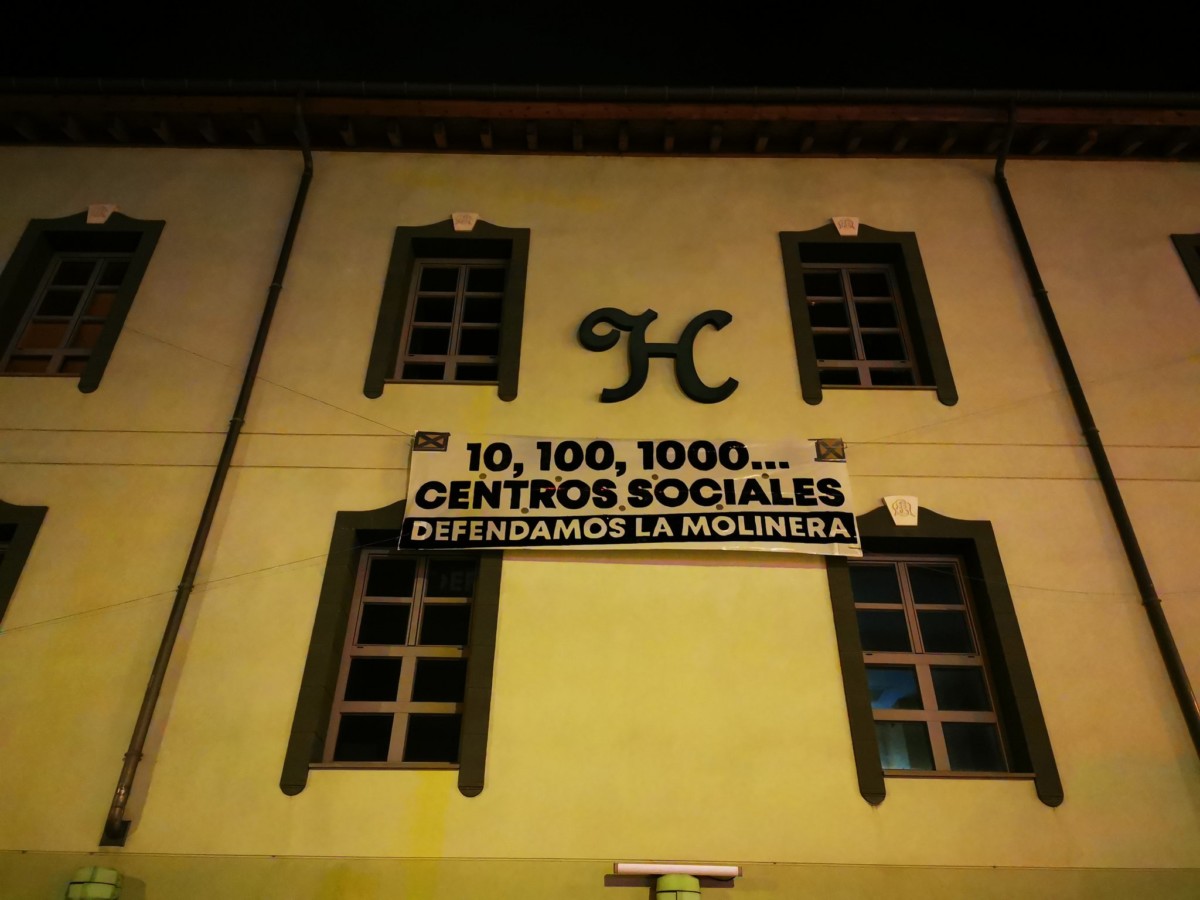 H
10, 100, 1000...
CENTROS SOCIALES
DEFENDAMOS LA MOLINERA